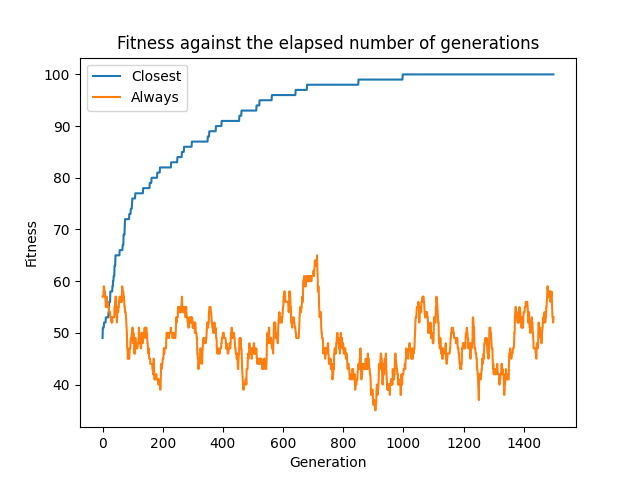 Fitness against the elapsed number of generations
Closest
Always
100
90
80
70
60
50
40
Fitness
0 200 400 600 800 1000 1200 1400
Generation